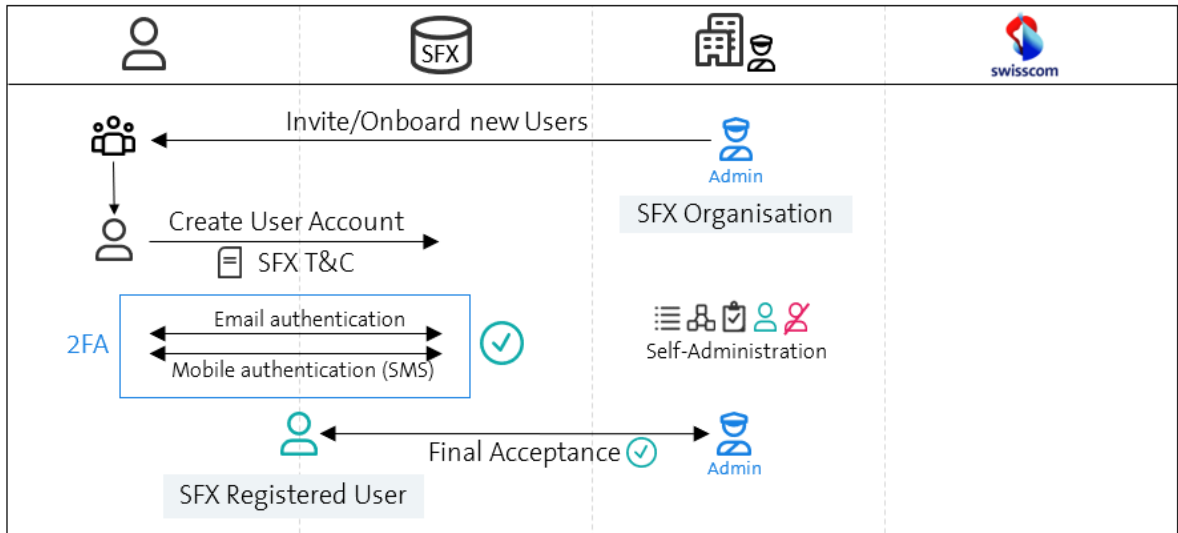 SFX
swisscom
Invite/Onboard new Users
Admin
SFX Organisation
Create User Account
SFX T&C
2FA
Email authentication
Mobile authentication (SMS)
Self-Administration
Final Acceptance
Admin
SFX Registered User